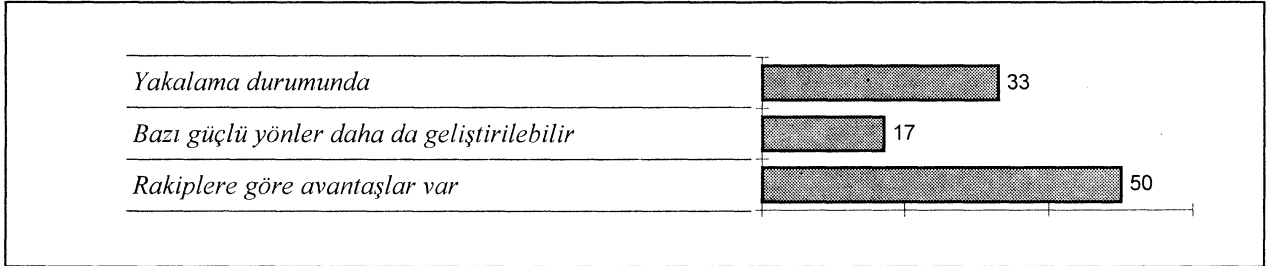 Yakalama durumunda 33
Bazı güçlü yönler daha da geliştirilebilir 17
Rakiplere göre avantaşlar var 50